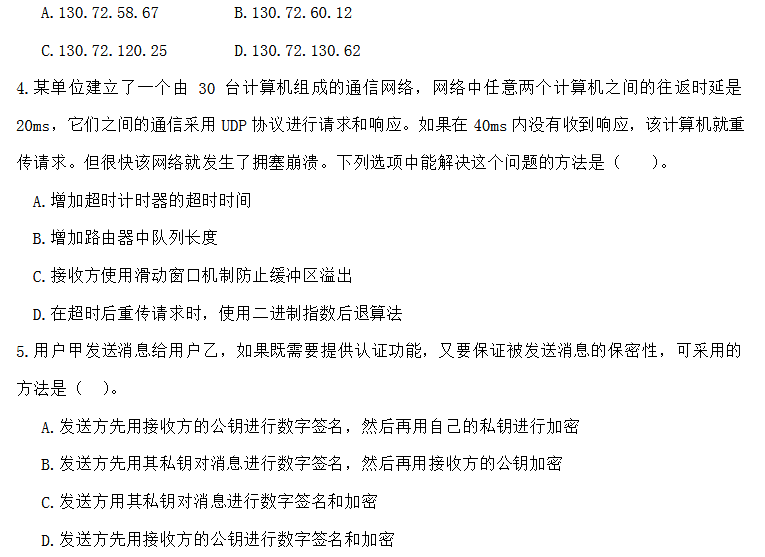 A.130.72.58.67 B.130.72.60.12
C.130.72.120.25 D.130.72.130.62
4.某单位建立了一个由 30 台计算机组成的通信网络，网络中任意两个计算机之间的往返时延是
20ms，它们之间的通信采用 UDP 协议进行请求和响应。如果在 40ms 内没有收到响应，该计算机就重
传请求。但很快该网络就发生了拥塞崩溃。下列选项中能解决这个问题的方法是（ ）。
A.增加超时计时器的超时时间
B.增加路由器中队列长度
C.接收方使用滑动窗口机制防止缓冲区溢出
D.在超时后重传请求时，使用二进制指数后退算法
5.用户甲发送消息给用户乙，如果既需要提供认证功能，又要保证被发送消息的保密性，可采用的
方法是（ ）。
A.发送方先用接收方的公钥进行数字签名，然后再用自己的私钥进行加密
B.发送方先用其私钥对消息进行数字签名，然后再用接收方的公钥加密
C.发送方用其私钥对消息进行数字签名和加密
D.发送方先用接收方的公钥进行数字签名和加密